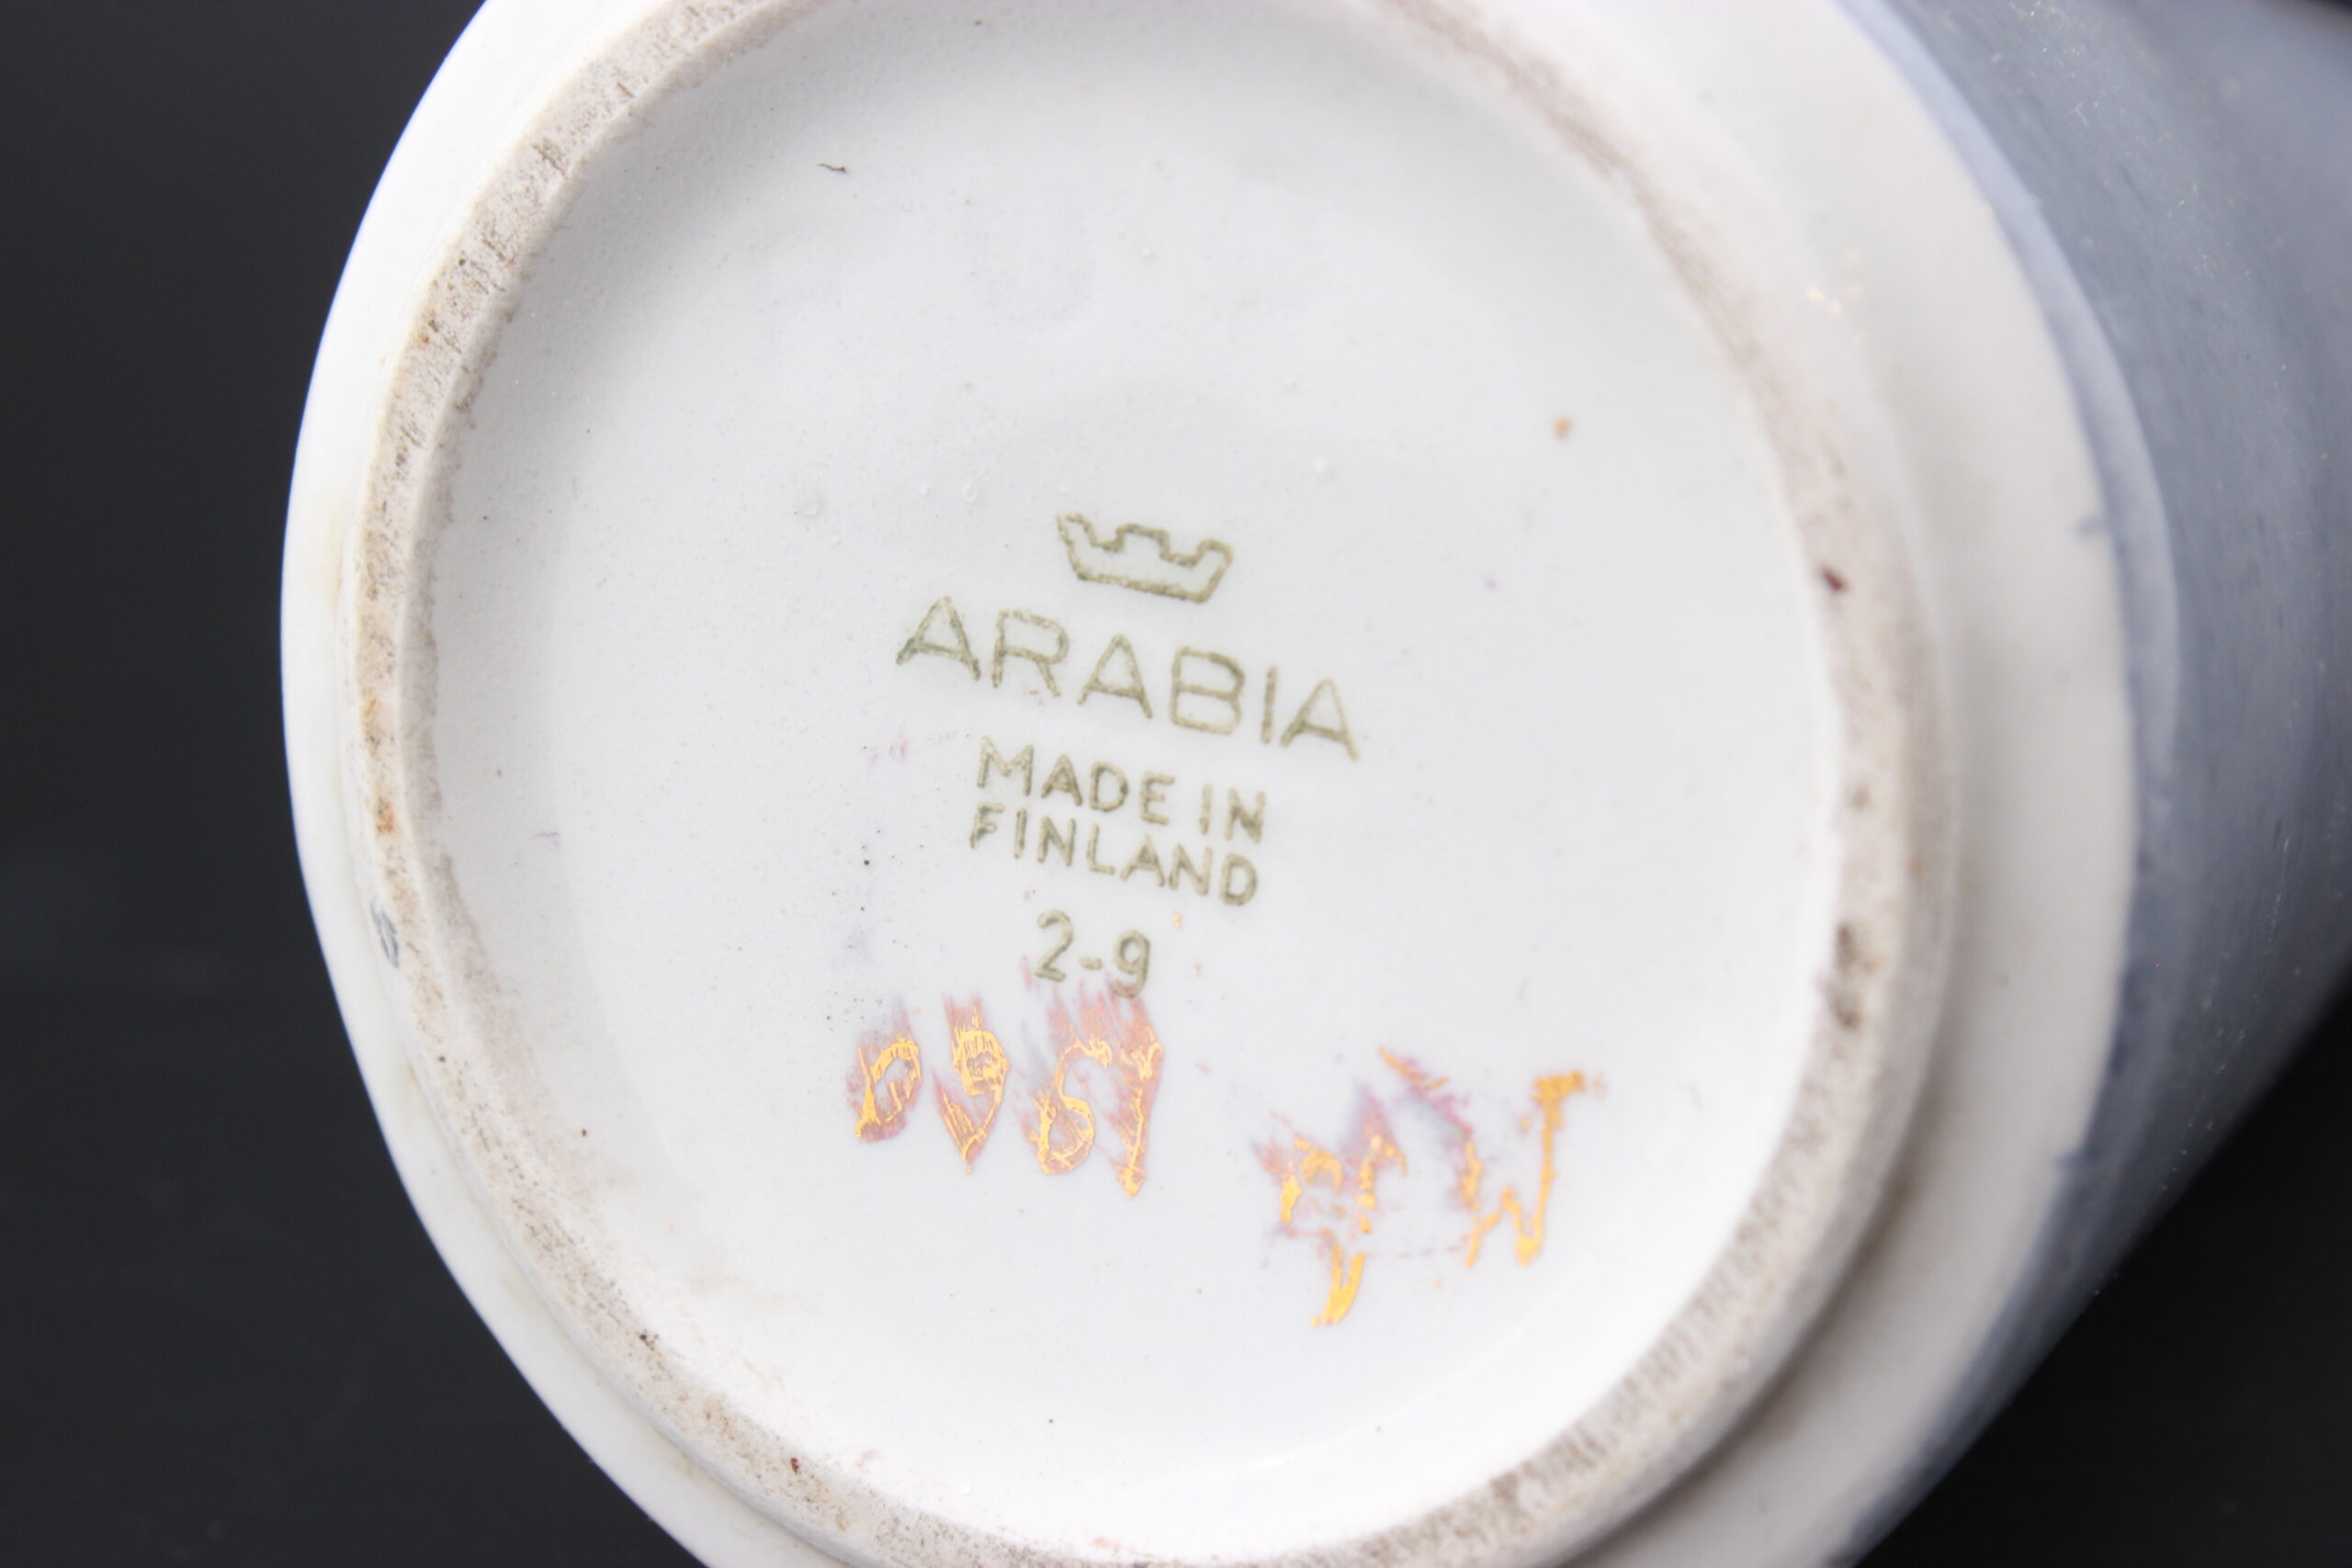 ARABIA
MADE IN
FINLAND
2-9